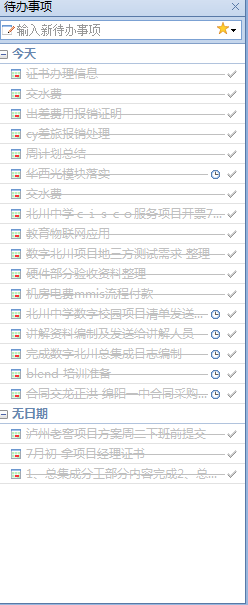 待办事项
输入新待办事项
今天
证书办理信息
交水费
出差费用报销证明
cy差旅报销处理
周计划总结
华西光模块落实
交水费
北川中学ｃｉｓｃｏ服务项目开票7...
教育物联网应用
数字北川项目地三方测试需求 整理
硬件部分验收资料整理
机房电费mmis流程付款
北川中学数字校园项目清单发送...
讲解资料编制及发送给讲解人员
完成数字北川总集成日志编制
blend 培训准备
合同交龙正洪 绵阳一中合同采购...
无日期
泸州老窖项目方案周二下班前提交
7月初 拿项目经理证书
1、总集成分工部分内容完成2、总...